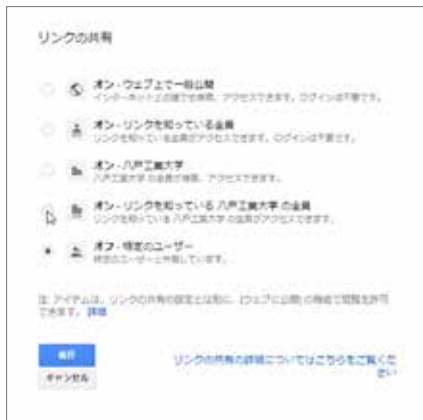 リンクの共有
オン - ウェブ上で一般公開
インターネット上の誰でも検索、アクセスできます。ログインは不要です。
オン - リンクを知っている全員
リンクを知っている全員がアクセスできます。ログインは不要です。
オン - 八戸工業大学
八戸工業大学 の全員が検索、アクセスできます。
オン - リンクを知っている 八戸工業大学 の全員
リンクを知っている 八戸工業大学 の全員がアクセスできます。
オフ - 特定のユーザー
特定のユーザーと共有しています。
注: アイテムは、リンクの共有の設定とは別に、[ウェブに公開] の機能で閲覧を許可
できます。 詳細
保存
リンクの共有の詳細についてはこちらをご覧くだ
さい
キャンセル